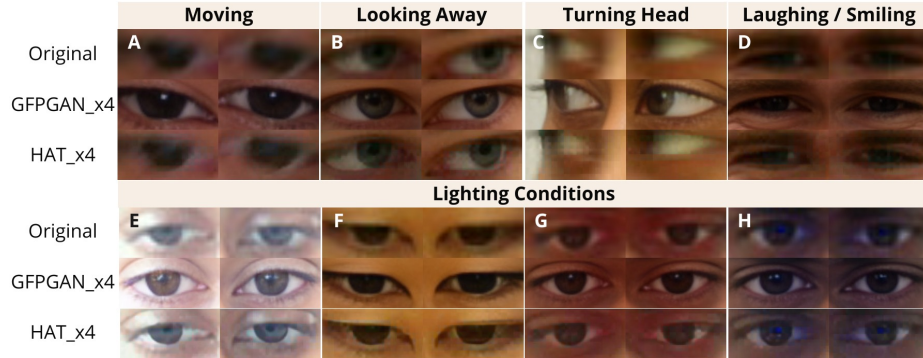 Moving Looking Away Turning Head Laughing / Smiling
Original A B C D
GFPGAN_x4
HAT_x4
Lighting Conditions
Original E F G H
GFPGAN_x4
HAT_x4